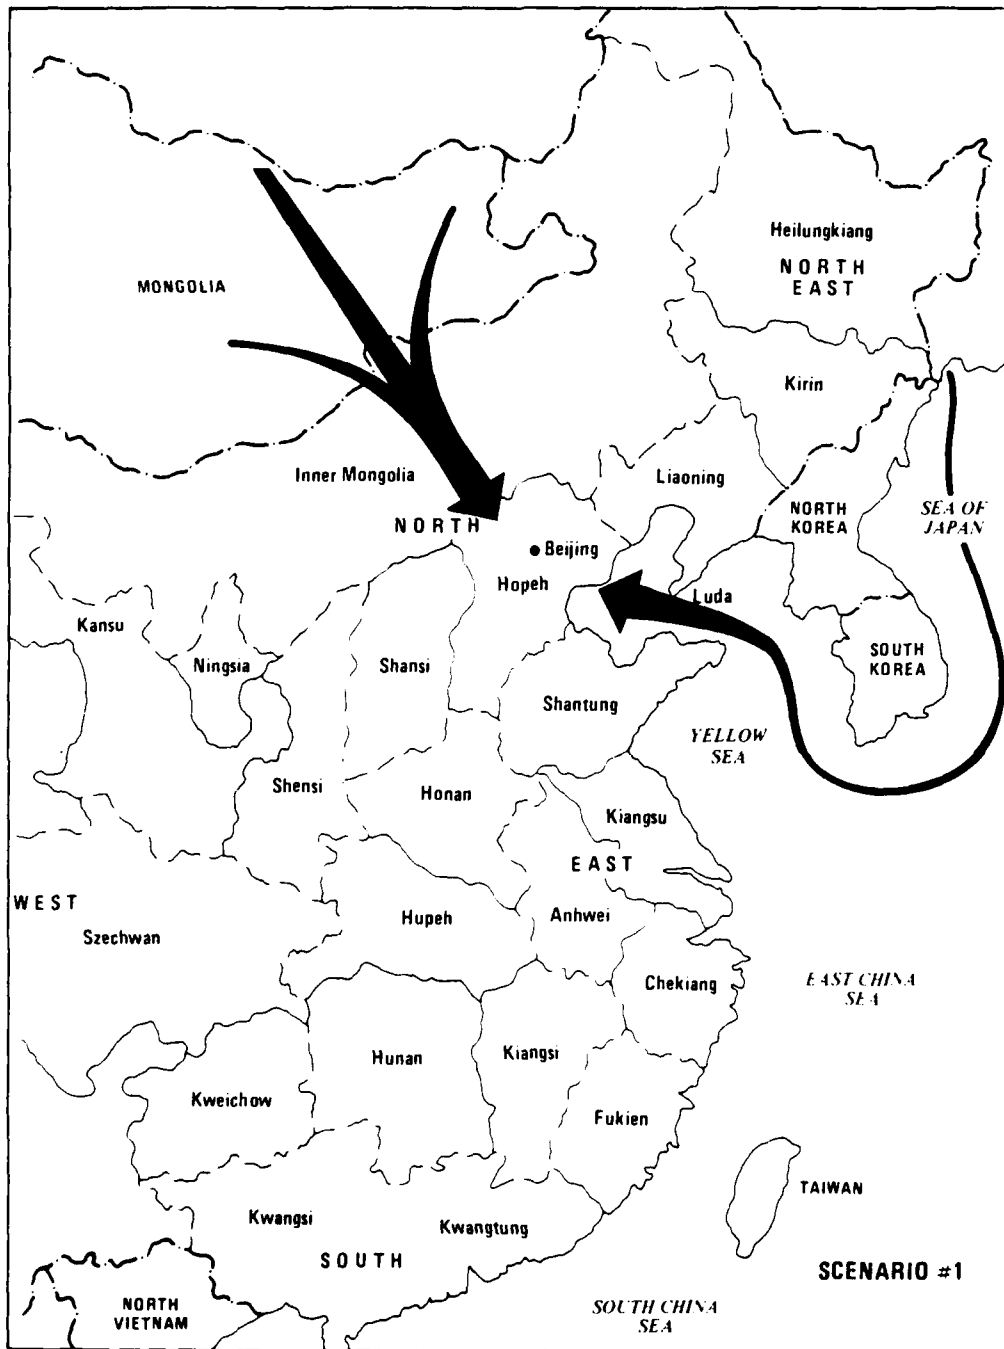 Heilungkiang
NORTH
EAST
MONGOLIA
Kirin
Inner Mongolia
Liaoning
NORTH
KOREA
SEA OF
JAPAN
NORTH
Beijing
Hopeh
Luda
Kansu
Ningsia
Shansi
SOUTH
KOREA
Shantung
YELLOW
SEA
Shensi
Honan
Kiangsu
EAST
WEST
Szechwan
Hupeh
Anhwei
Chekiang
EAST CHINA
SEA
Hunan
Kiangsi
Kweichow
Fukien
TAIWAN
Kwangsi
Kwangtung
SOUTH
SCENARIO #1
NORTH
VIETNAM
SOUTH CHINA
SEA